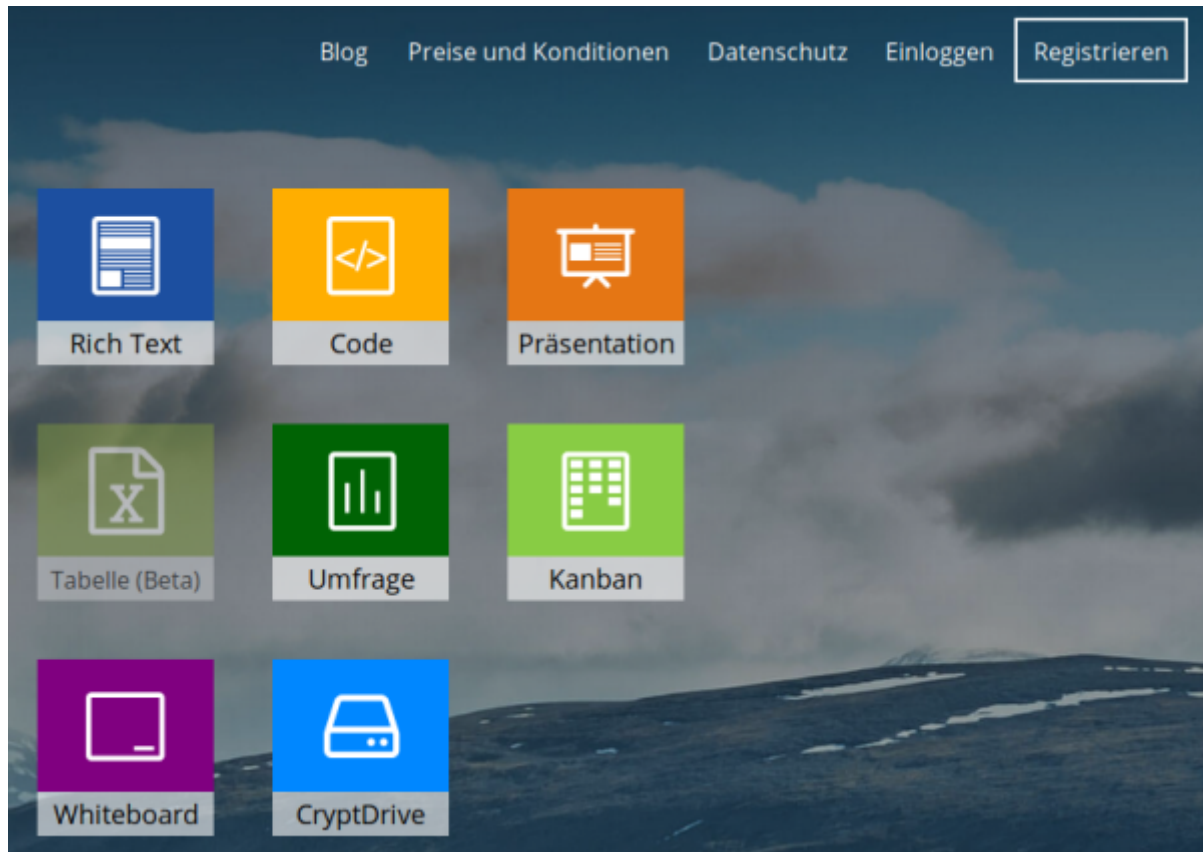 Blog Preise und Konditionen Datenschutz Einloggen Registrieren
</>
Rich Text Code Präsentation
X
Tabelle (Beta) Umfrage Kanban
Whiteboard CryptDrive